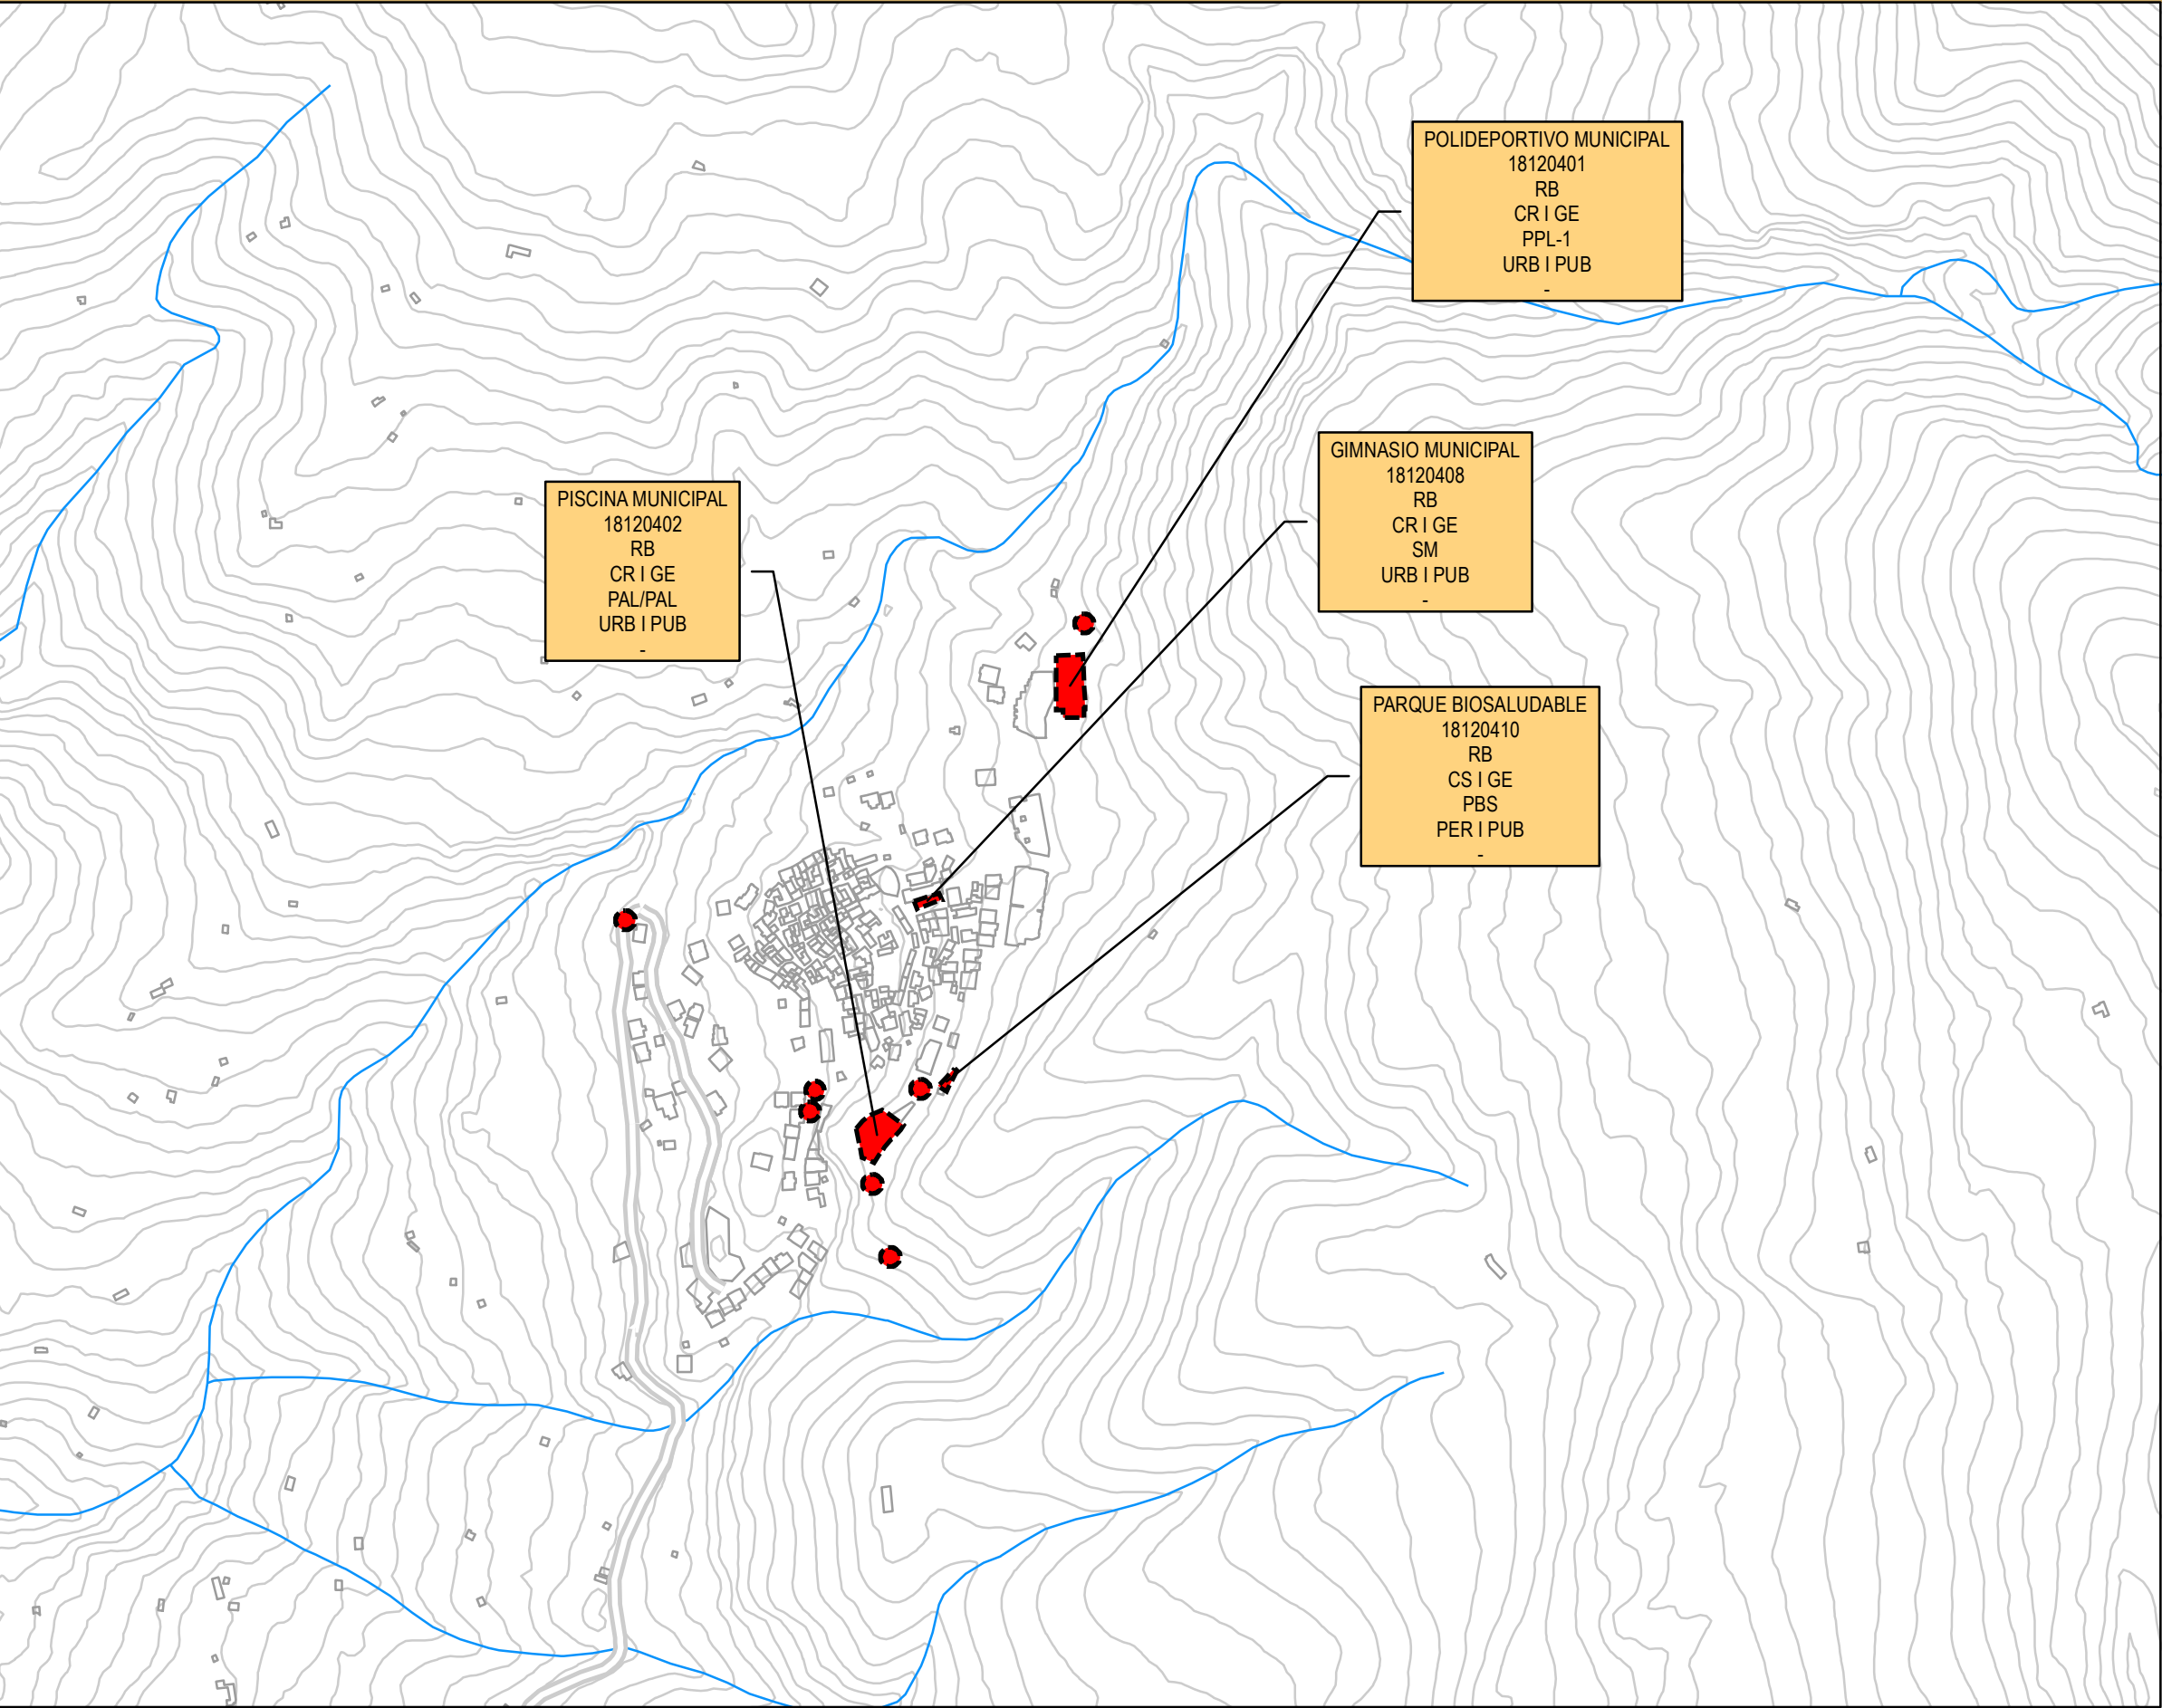 POLIDEPORTIVO MUNICIPAL
18120401
RB
CR I GE
PPL-1
URB I PUB
-
GIMNASIO MUNICIPAL
18120408
RB
CR I GE
SM
URB I PUB
-
PISCINA MUNICIPAL
18120402
RB
CR I GE
PAL/PAL
URB I PUB
-
PARQUE BIOSALUDABLE
18120410
RB
CS I GE
PBS
PER I PUB
-